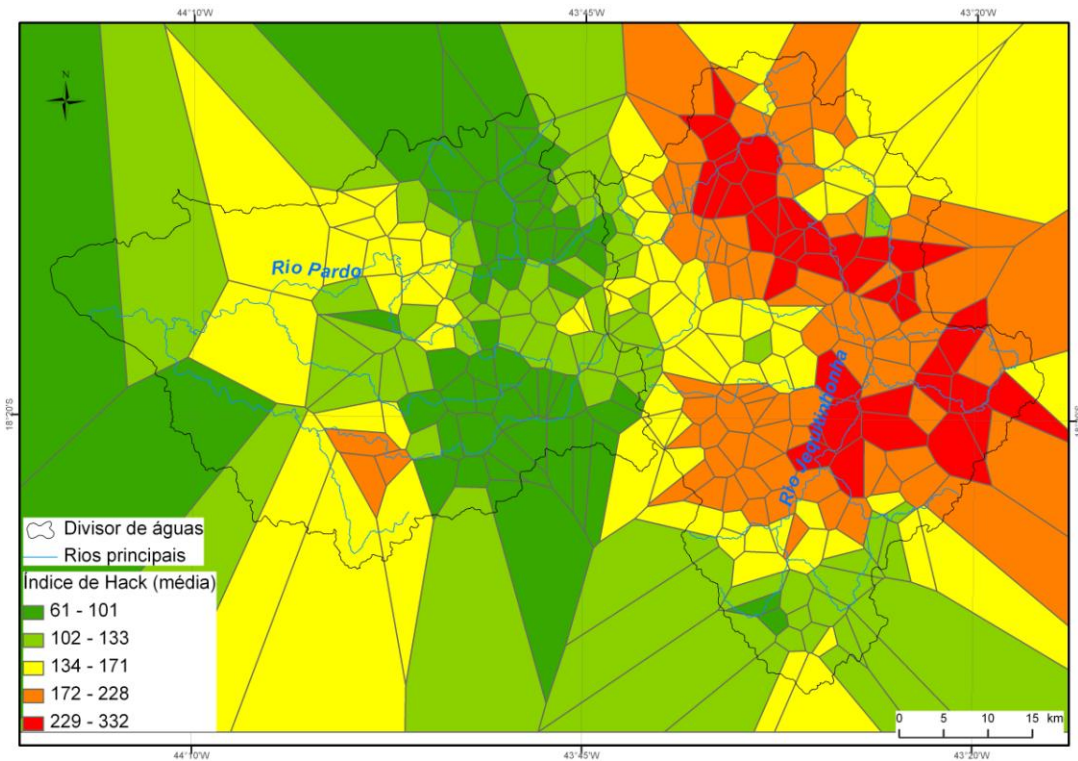 44°10'W 43°45'W 43°20'W
N
Rio Pardo
18°20'S
Rio Jequitinhonha
Divisor de águas
Rios principais
Índice de Hack (média)
61 - 101
102 - 133
134 - 171
172 - 228
229 - 332
0 5 10 15 km
44°10'W 43°45'W 43°20'W